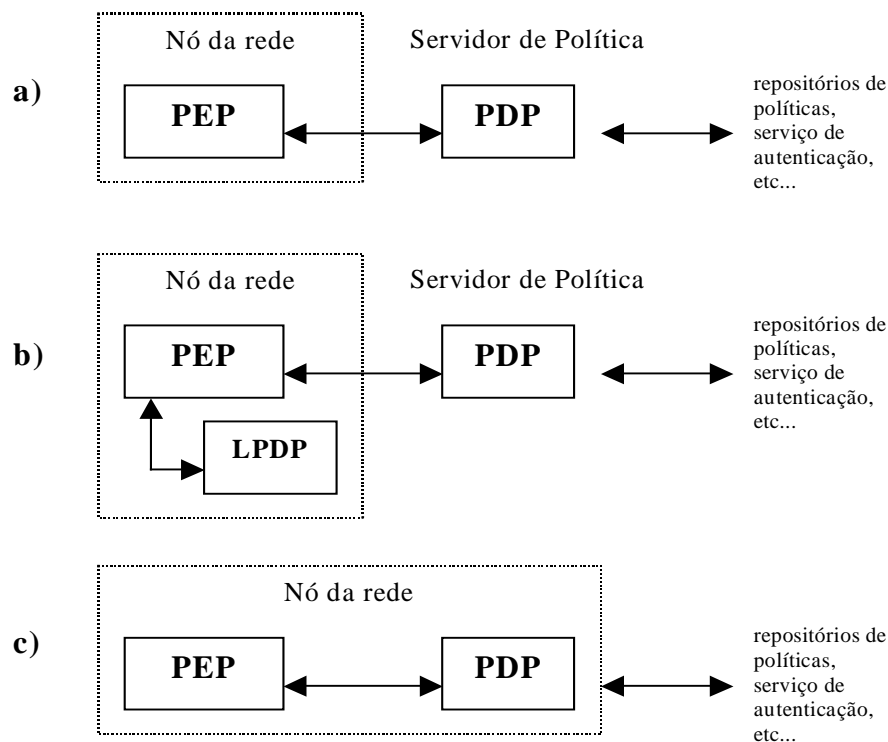 Nó da rede
Servidor de Política
a)
PEP
PDP
repositórios de
políticas,
serviço de
autenticação,
etc...
Nó da rede
Servidor de Política
b)
PEP
PDP
LPDP
repositórios de
políticas,
serviço de
autenticação,
etc...
Nó da rede
c)
PEP
PDP
repositórios de
políticas,
serviço de
autenticação,
etc...